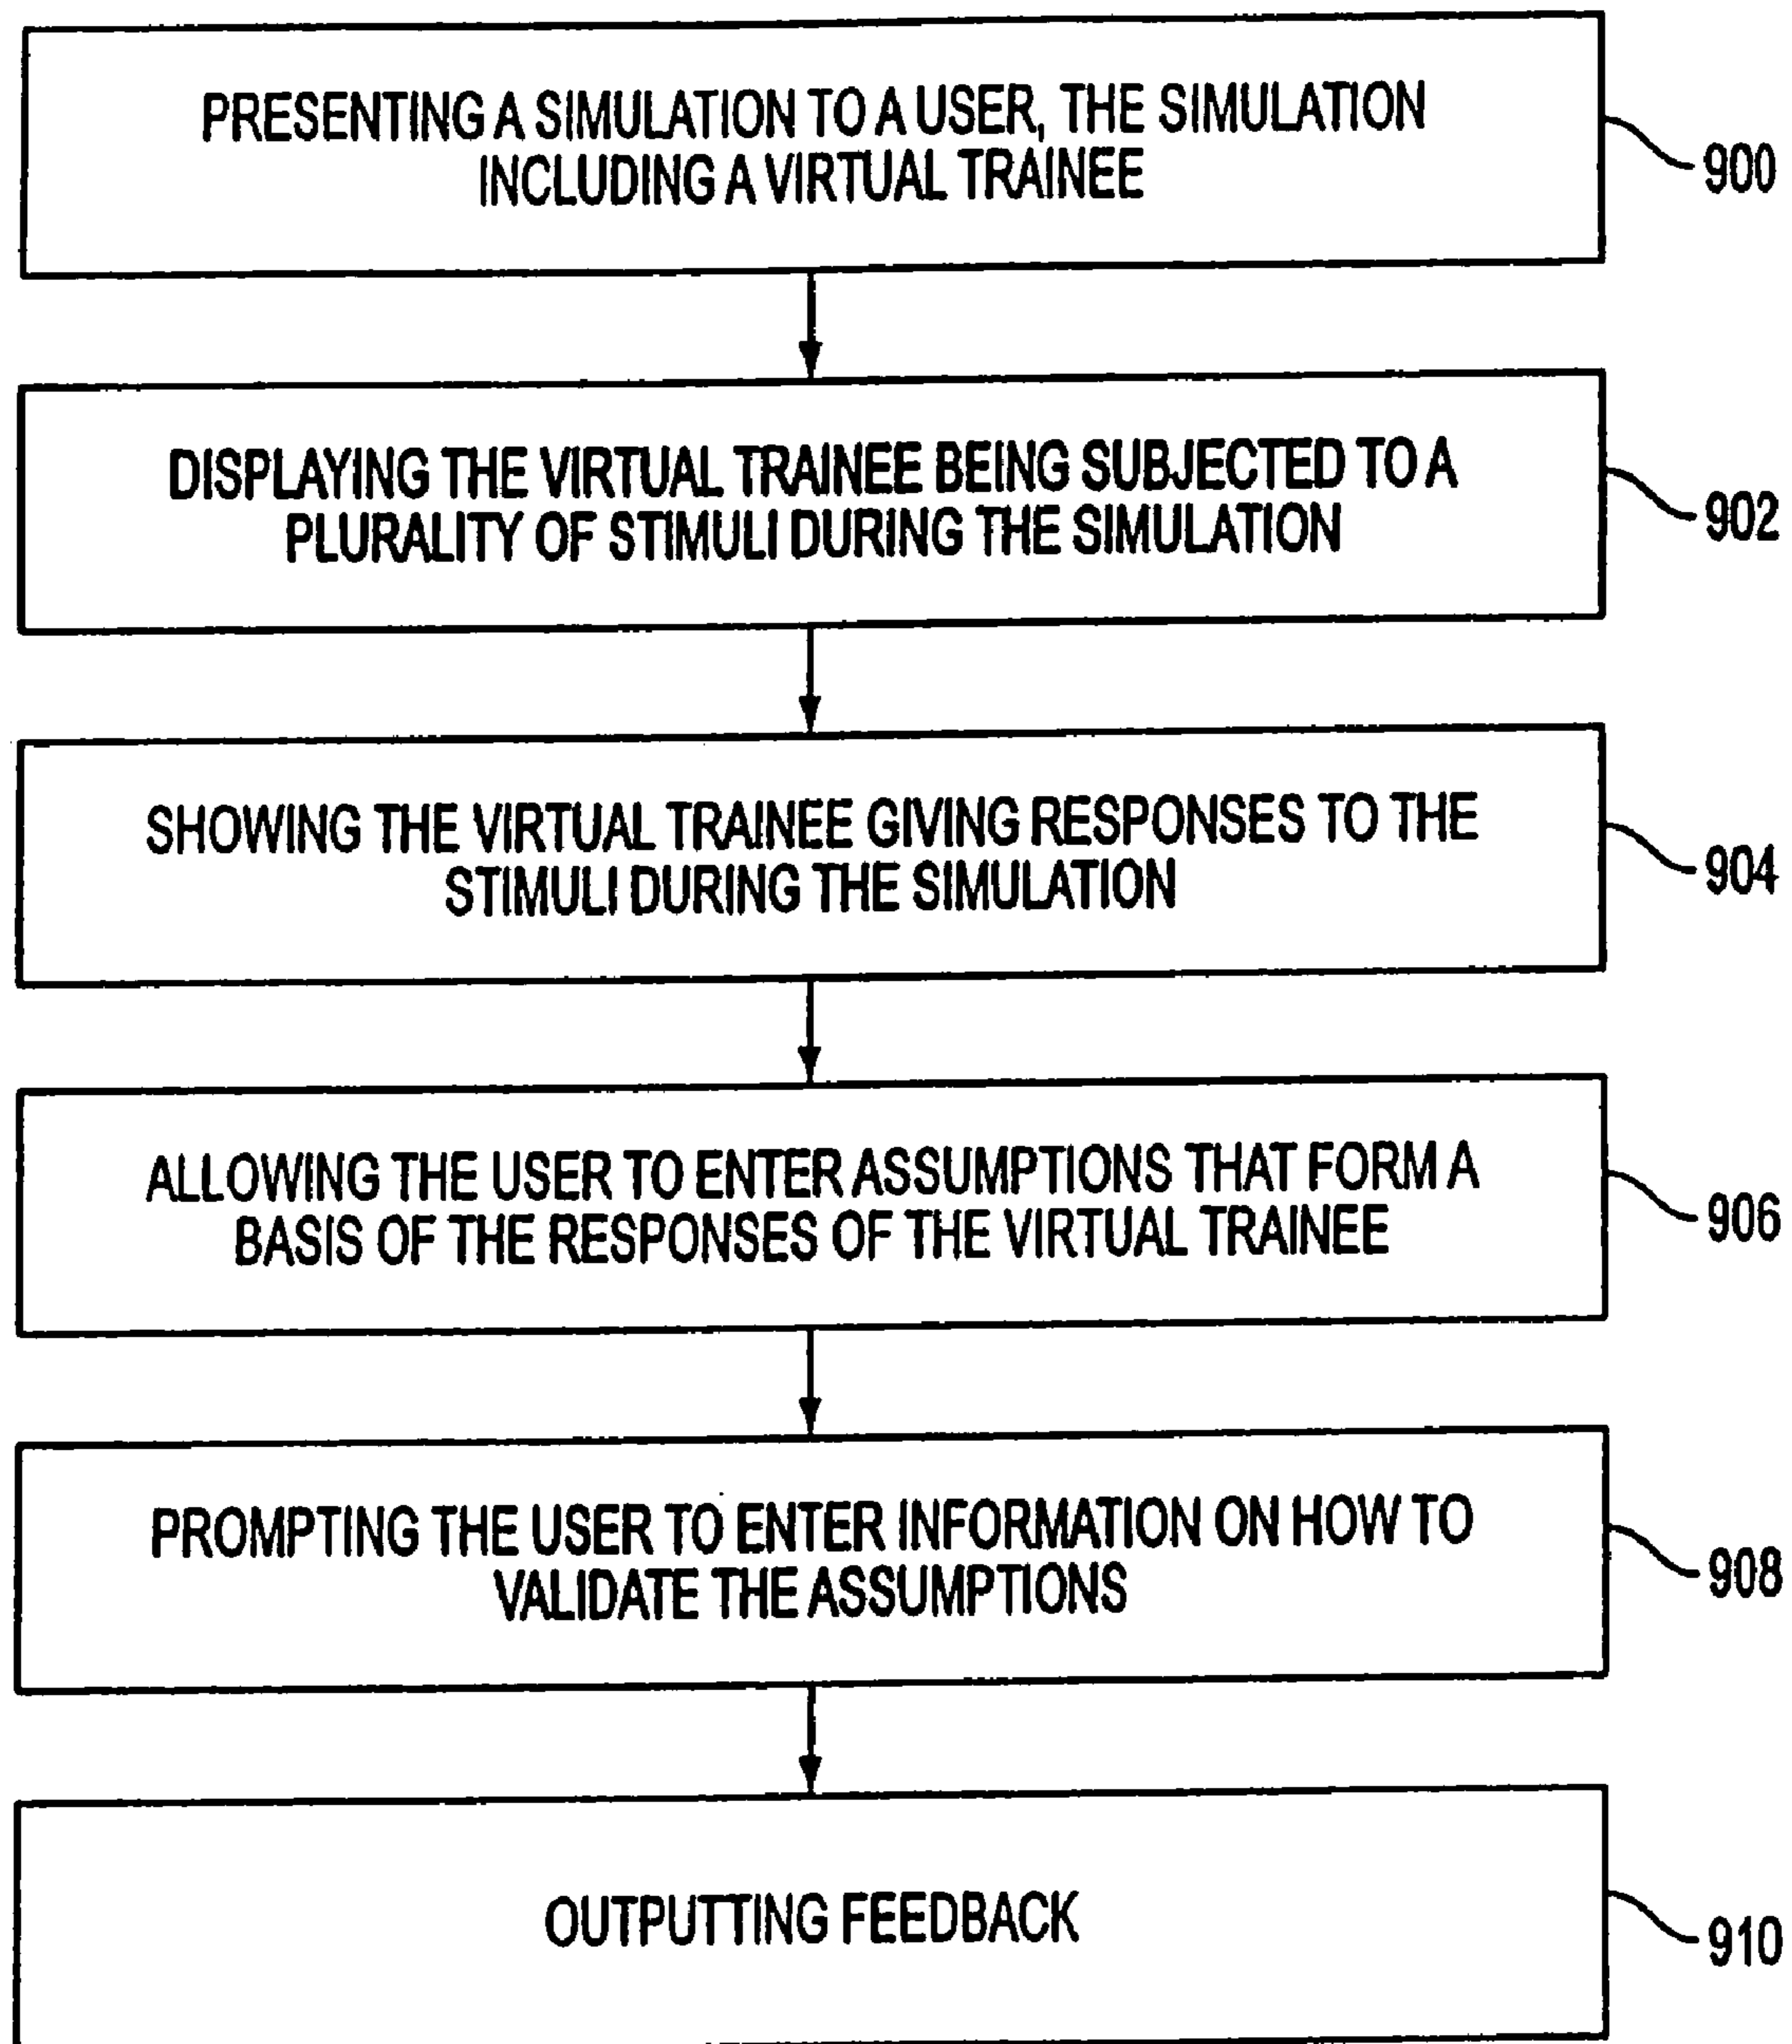 PRESENTING A SIMULATION TO A USER, THE SIMULATION
INCLUDING A VIRTUAL TRAINEE
900
DISPLAYING THE VIRTUAL TRAINEE BEING SUBJECTED TO A
PLURALITY OF STIMULI DURING THE SIMULATION
902
SHOWING THE VIRTUAL TRAINEE GIVING RESPONSES TO THE
STIMULI DURING THE SIMULATION
904
ALLOWING THE USER TO ENTER ASSUMPTIONS THAT FORM A
BASIS OF THE RESPONSES OF THE VIRTUAL TRAINEE
906
PROMPTING THE USER TO ENTER INFORMATION ON HOW TO
VALIDATE THE ASSUMPTIONS
908
OUTPUTTING FEEDBACK
910